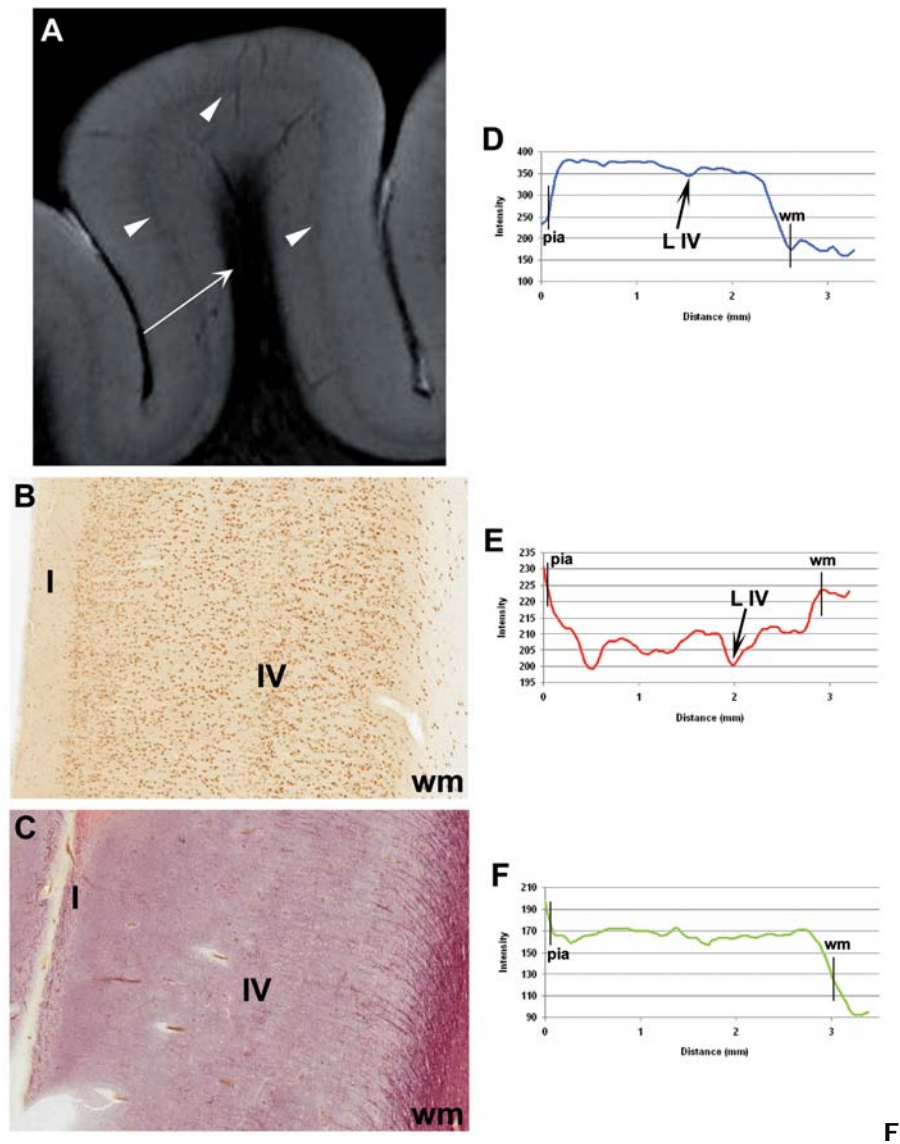 A
D
400
350
300
250
200
150
100
Intensity
pia
L IV
wm
0
1
2
3
Distance (mm)
B
I
IV
wm
E
235
230
225
220
215
210
205
200
195
Intensity
pia
L IV
wm
0
1
2
3
Distance (mm)
C
I
IV
wm
F
210
190
170
150
130
110
90
Intensity
pia
wm
0
1
2
3
Distance (mm)